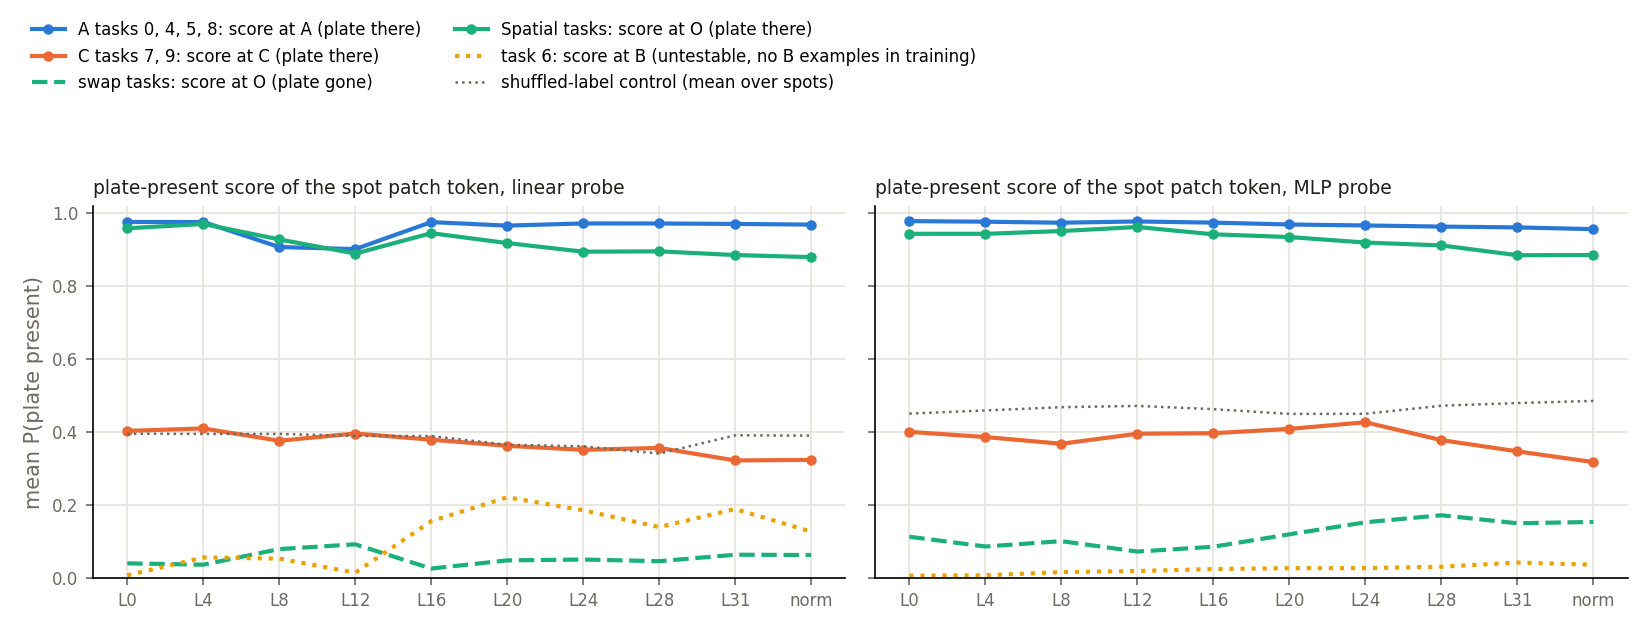 A tasks 0, 4, 5, 8: score at A (plate there)
C tasks 7, 9: score at C (plate there)
swap tasks: score at O (plate gone)
Spatial tasks: score at O (plate there)
task 6: score at B (untestable, no B examples in training)
shuffled-label control (mean over spots)
plate-present score of the spot patch token, linear probe
mean P(plate present)
1.0
0.8
0.6
0.4
0.2
0.0
L0 L4 L8 L12 L16 L20 L24 L28 L31 norm
plate-present score of the spot patch token, MLP probe
L0 L4 L8 L12 L16 L20 L24 L28 L31 norm